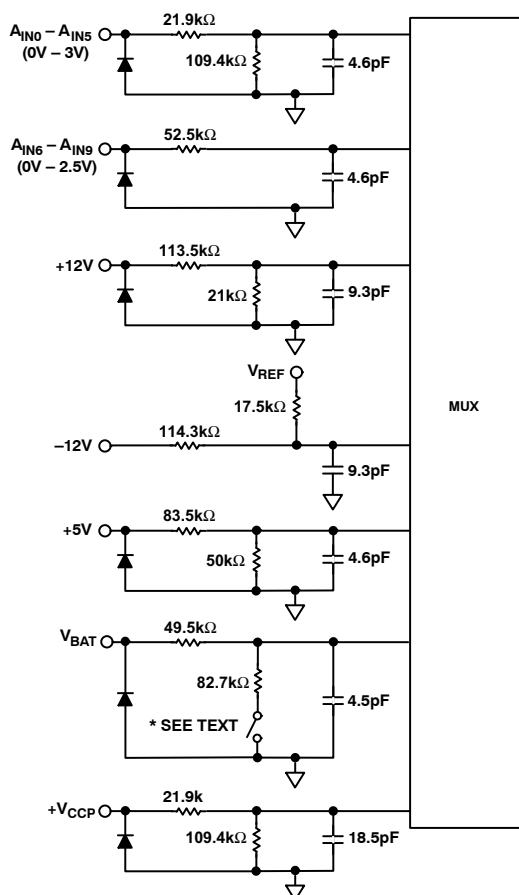 A_IN0 – A_IN5
(0V – 3V)
21.9kΩ
109.4kΩ
4.6pF
A_IN6 – A_IN9
(0V – 2.5V)
52.5kΩ
4.6pF
+12V
113.5kΩ
21kΩ
9.3pF
V_REF
17.5kΩ
MUX
–12V
114.3kΩ
9.3pF
+5V
83.5kΩ
50kΩ
4.6pF
V_BAT
49.5kΩ
82.7kΩ
* SEE TEXT
4.5pF
+V_CCP
21.9k
109.4kΩ
18.5pF